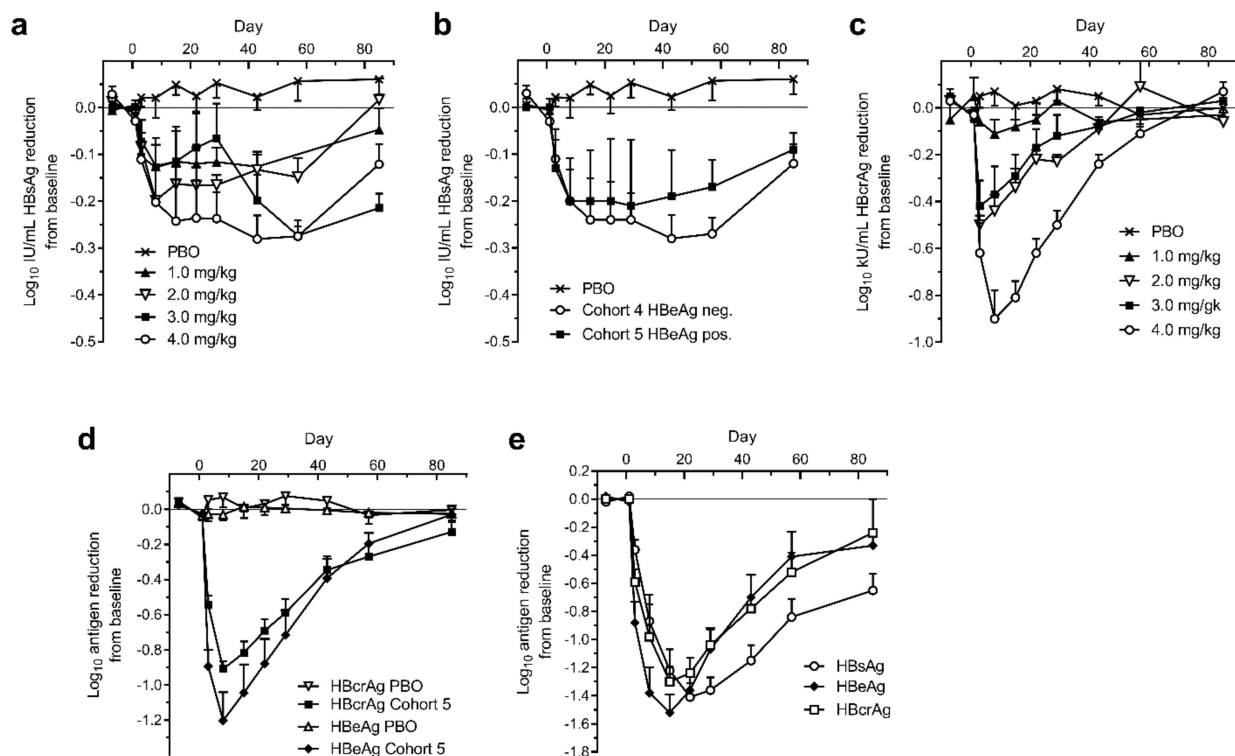 a
Day
0 20 40 60 80
0.0
-0.1
-0.2
-0.3
-0.4
-0.5
Log10 IU/mL HBsAg reduction
from baseline
PBO
1.0 mg/kg
2.0 mg/kg
3.0 mg/kg
4.0 mg/kg
b
Day
0 20 40 60 80
0.0
-0.1
-0.2
-0.3
-0.4
-0.5
Log10 IU/mL HBsAg reduction
from baseline
PBO
Cohort 4 HBeAg neg.
Cohort 5 HBeAg pos.
c
Day
0 20 40 60 80
0.0
-0.2
-0.4
-0.6
-0.8
-1.0
Log10 kU/mL HBcrAg reduction
from baseline
PBO
1.0 mg/kg
2.0 mg/kg
3.0 mg/gk
4.0 mg/kg
d
Day
0 20 40 60 80
0.0
-0.2
-0.4
-0.6
-0.8
-1.0
-1.2
Log10 antigen reduction
from baseline
HBcrAg PBO
HBcrAg Cohort 5
HBeAg PBO
HBeAg Cohort 5
e
Day
0 20 40 60 80
0.2
0.0
-0.2
-0.4
-0.6
-0.8
-1.0
-1.2
-1.4
-1.6
-1.8
Log10 antigen reduction
from baseline
HBsAg
HBeAg
HBcrAg